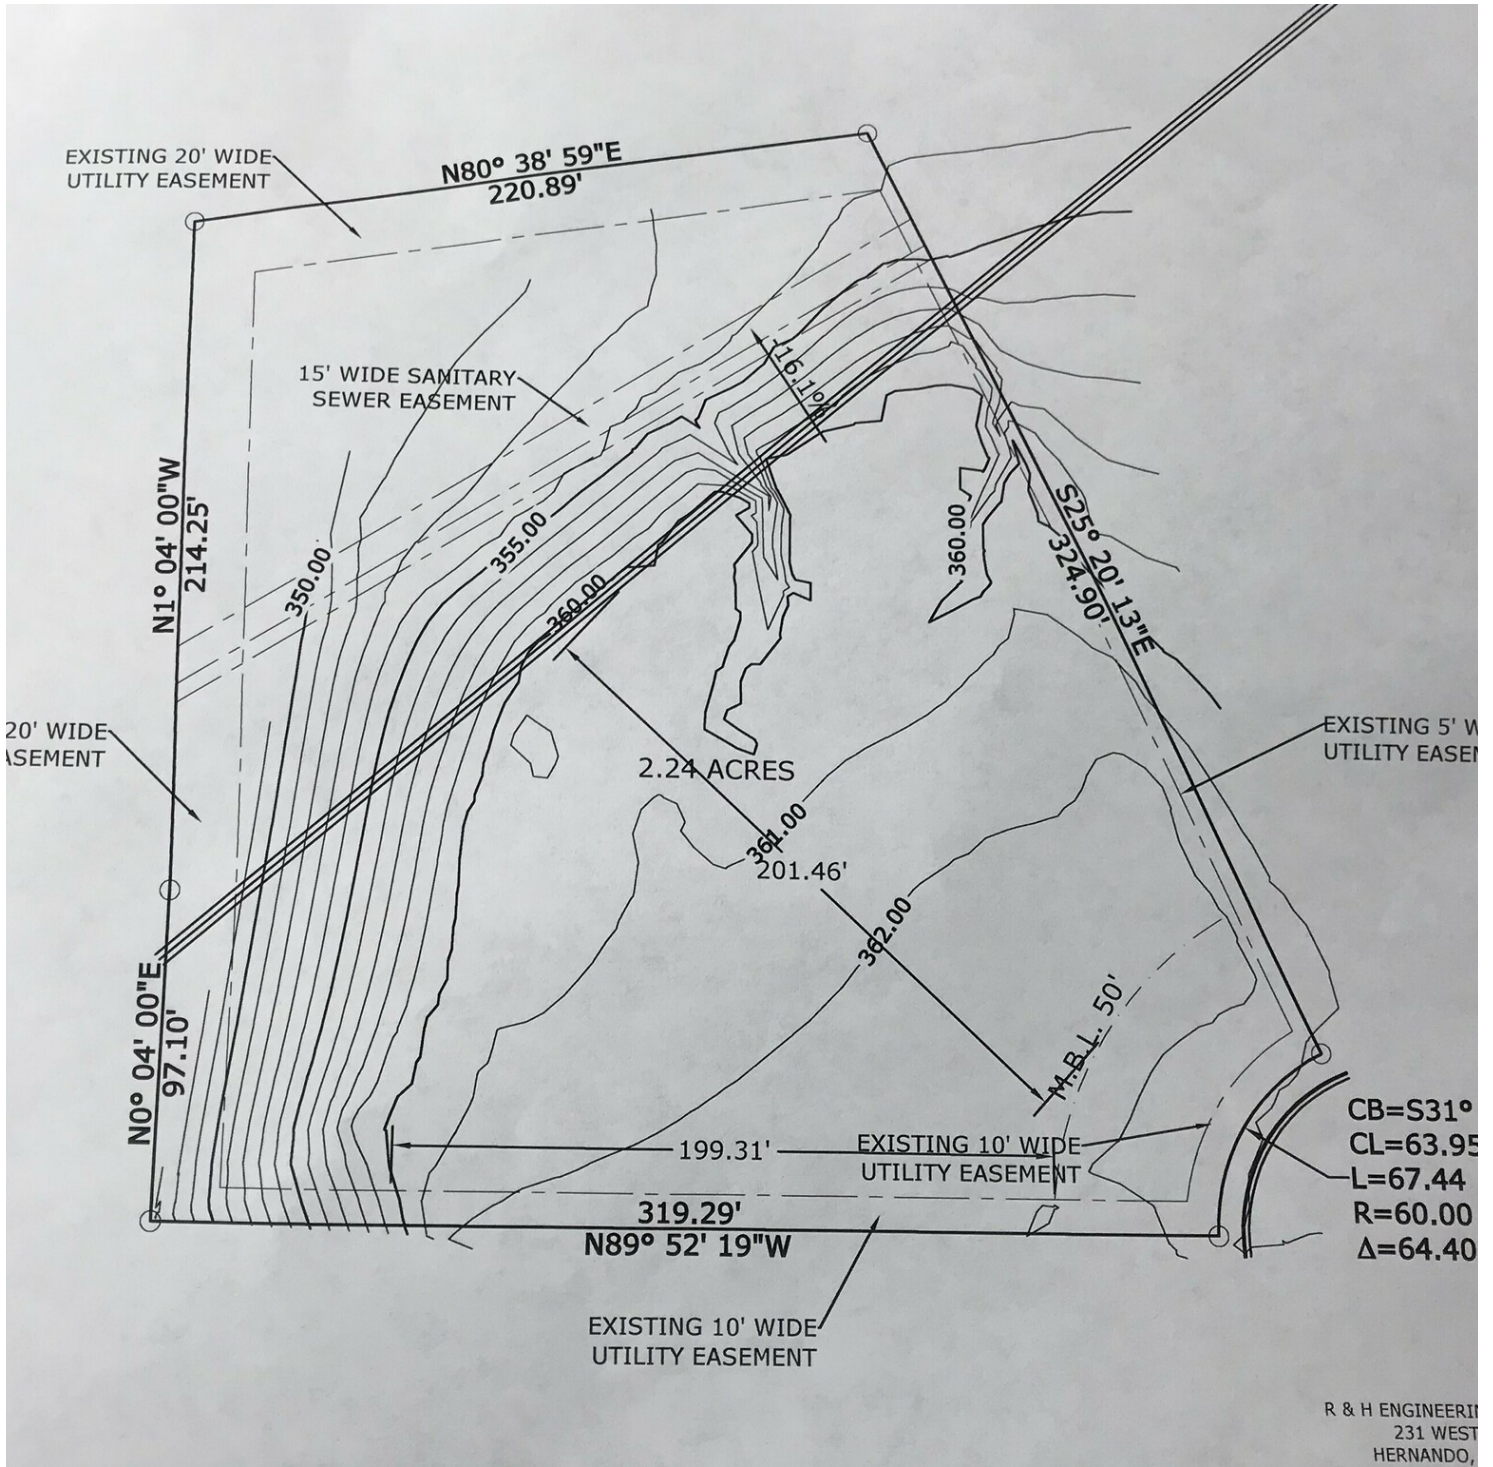 EXISTING 20' WIDE
UTILITY EASEMENT
N80° 38' 59"E
220.89'
15' WIDE SANITARY
SEWER EASEMENT
16.1%
N1° 04' 00"W
214.25'
350.00
355.00
360.00
360.00
S25° 20' 13"E
324.90'
20' WIDE
ASEMENT
2.24 ACRES
EXISTING 5' W
UTILITY EASEM
361.00
201.46'
362.00
M.B.L. 50'
N0° 04' 00"E
97.10'
199.31'
EXISTING 10' WIDE
UTILITY EASEMENT
CB=S31°
CL=63.95
L=67.44
R=60.00
Δ=64.40
319.29'
N89° 52' 19"W
EXISTING 10' WIDE
UTILITY EASEMENT
R & H ENGINEERIN
231 WEST
HERNANDO,